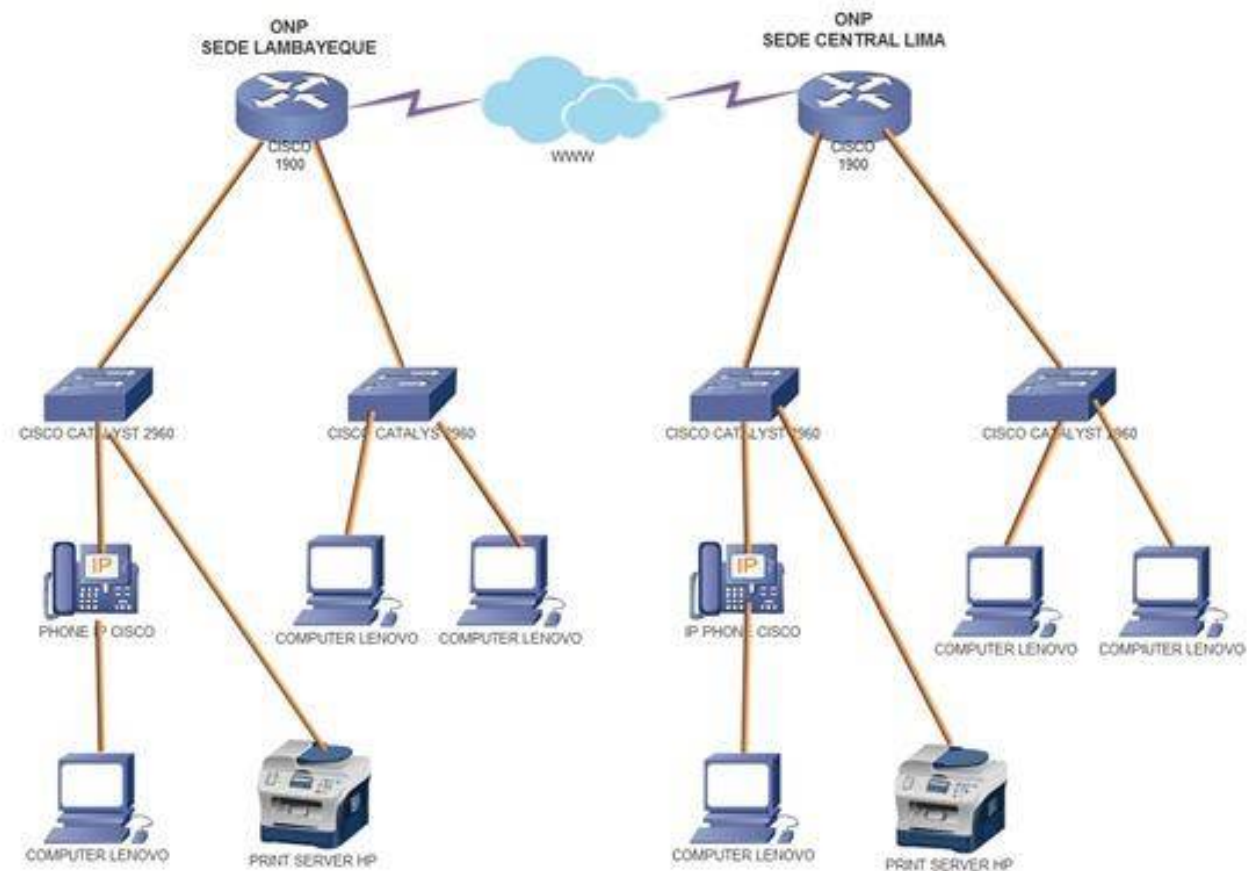 ONP
SEDE LAMBAYEQUE
ONP
SEDE CENTRAL LIMA
CISCO
1900
WWW
CISCO
1900
CISCO CATALYST 2960
CISCO CATALYS 2960
CISCO CATALYST 2960
CISCO CATALYST 2960
IP
PHONE IP CISCO
COMPUTER LENOVO
COMPUTER LENOVO
IP
IP PHONE CISCO
COMPUTER LENOVO
COMPIUTER LENOVO
COMPUTER LENOVO
PRINT SERVER HP
COMPUTER LENOVO
PRINT SERVER HP